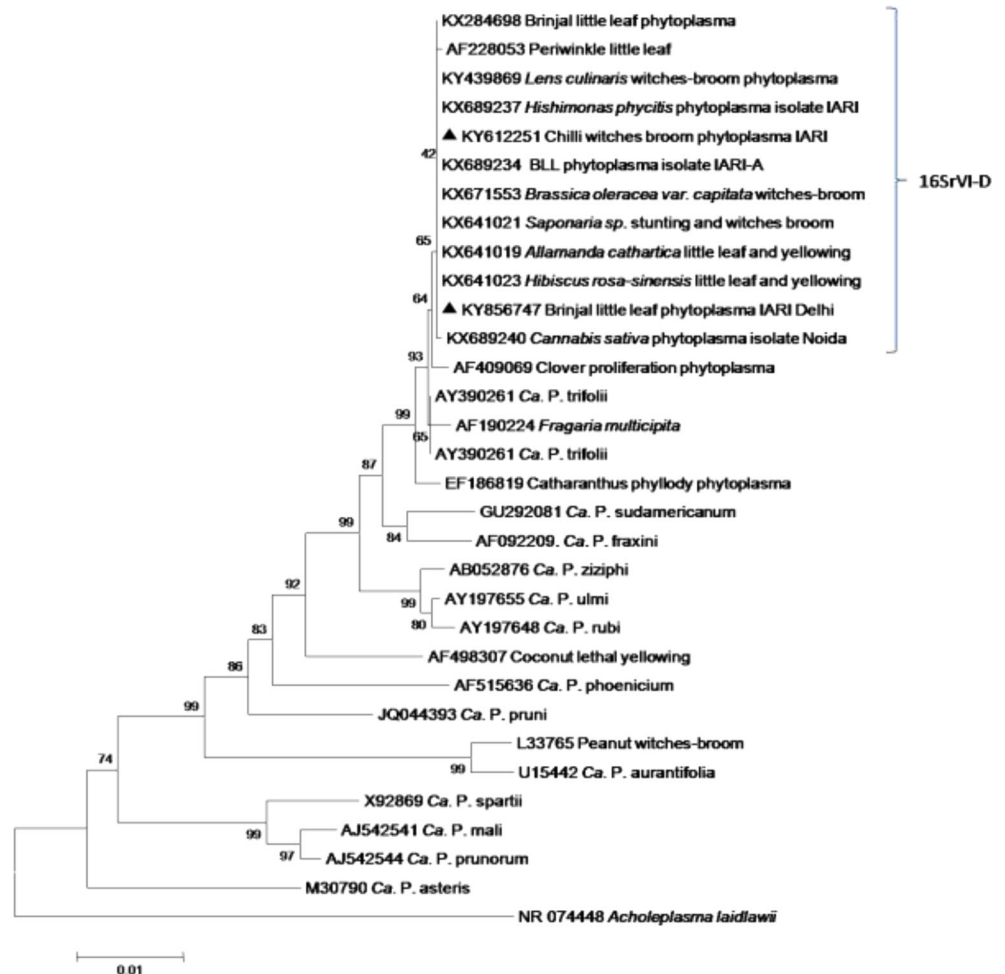 KX284698 Brinjal little leaf phytoplasma
AF228053 Periwinkle little leaf
KY439869 Lens culinaris witches-broom phytoplasma
KX689237 Hishimonas phycitis phytoplasma isolate IARI
▲ KY612251 Chilli witches broom phytoplasma IARI
42
KX689234 BLL phytoplasma isolate IARI-A
16SrVI-D
KX671553 Brassica oleracea var. capitata witches-broom
KX641021 Saponaria sp. stunting and witches broom
65
KX641019 Allamanda cathartica little leaf and yellowing
KX641023 Hibiscus rosa-sinensis little leaf and yellowing
64
▲ KY856747 Brinjal little leaf phytoplasma IARI Delhi
KX689240 Cannabis sativa phytoplasma isolate Noida
93
AF409069 Clover proliferation phytoplasma
AY390261 Ca. P. trifolii
99
AF190224 Fragaria multicipita
65
AY390261 Ca. P. trifolii
87
EF186819 Catharanthus phyllody phytoplasma
GU292081 Ca. P. sudamericanum
99
84
AF092209. Ca. P. fraxini
AB052876 Ca. P. ziziphi
92
99
AY197655 Ca. P. ulmi
80
AY197648 Ca. P. rubi
83
AF498307 Coconut lethal yellowing
86
AF515636 Ca. P. phoenicium
99
JQ044393 Ca. P. pruni
L33765 Peanut witches-broom
74
99
U15442 Ca. P. aurantifolia
X92869 Ca. P. spartii
99
AJ542541 Ca. P. mali
97
AJ542544 Ca. P. prunorum
M30790 Ca. P. asteris
NR 074448 Acholeplasma laidlawii
0.01